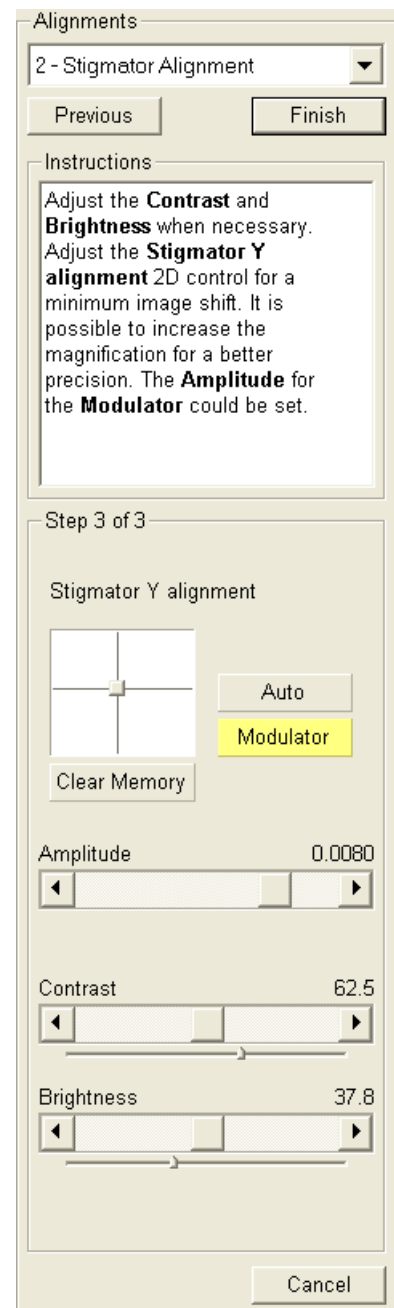 Alignments
2 - Stigmator Alignment
Previous
Finish
Instructions
Adjust the Contrast and
Brightness when necessary.
Adjust the Stigmator Y
alignment 2D control for a
minimum image shift. It is
possible to increase the
magnification for a better
precision. The Amplitude for
the Modulator could be set.
Step 3 of 3
Stigmator Y alignment
Auto
Modulator
Clear Memory
Amplitude 0.0080
Contrast 62.5
Brightness 37.8
Cancel